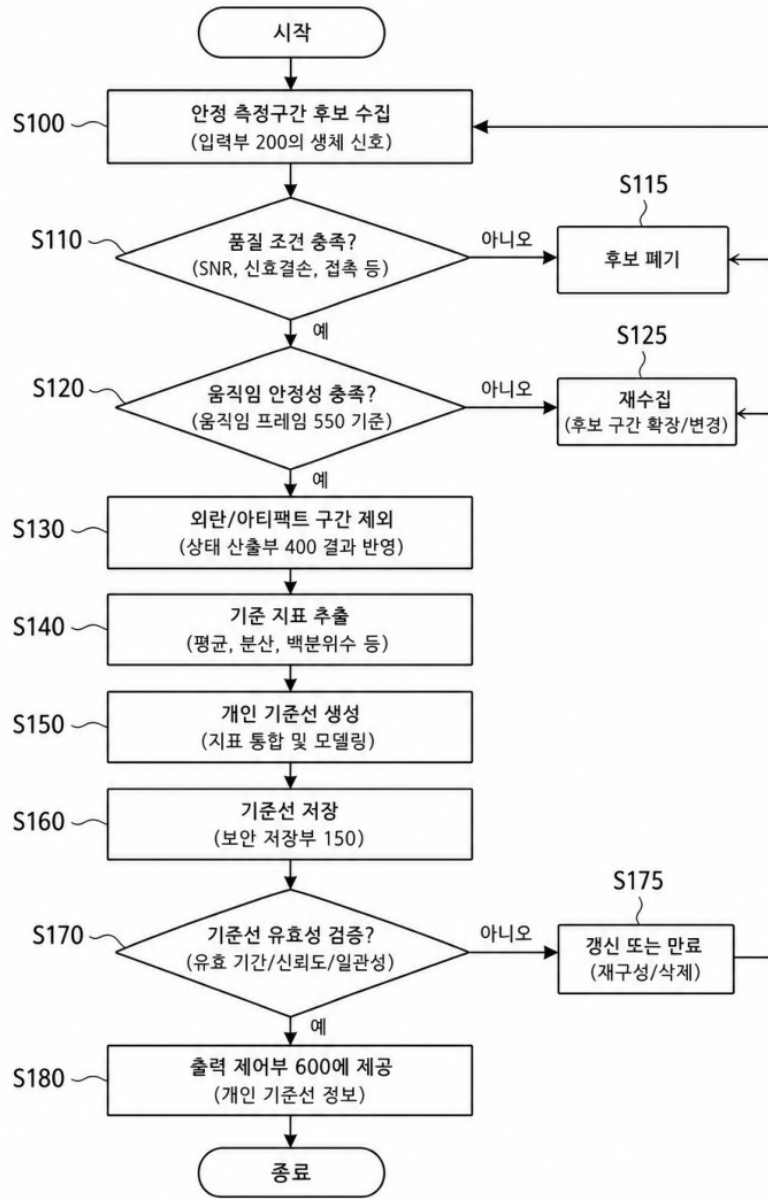 시작
S100
안정 측정구간 후보 수집
(입력부 200의 생체 신호)
S110
품질 조건 충족?
(SNR, 신효결손, 접촉 등)
아니오
S115
후보 폐기
예
S120
움직임 안정성 충족?
(움직임 프레임 550 기준)
아니오
S125
재수집
(후보 구간 확장/변경)
예
S130
외란/아티팩트 구간 제외
(상태 산출부 400 결과 반영)
S140
기준 지표 추출
(평균, 분산, 백분위수 등)
S150
개인 기준선 생성
(지표 통합 및 모델링)
S160
기준선 저장
(보안 저장부 150)
S170
기준선 유효성 검증?
(유효 기간/신뢰도/일관성)
아니오
S175
갱신 또는 만료
(재구성/삭제)
예
S180
출력 제어부 600에 제공
(개인 기준선 정보)
종료